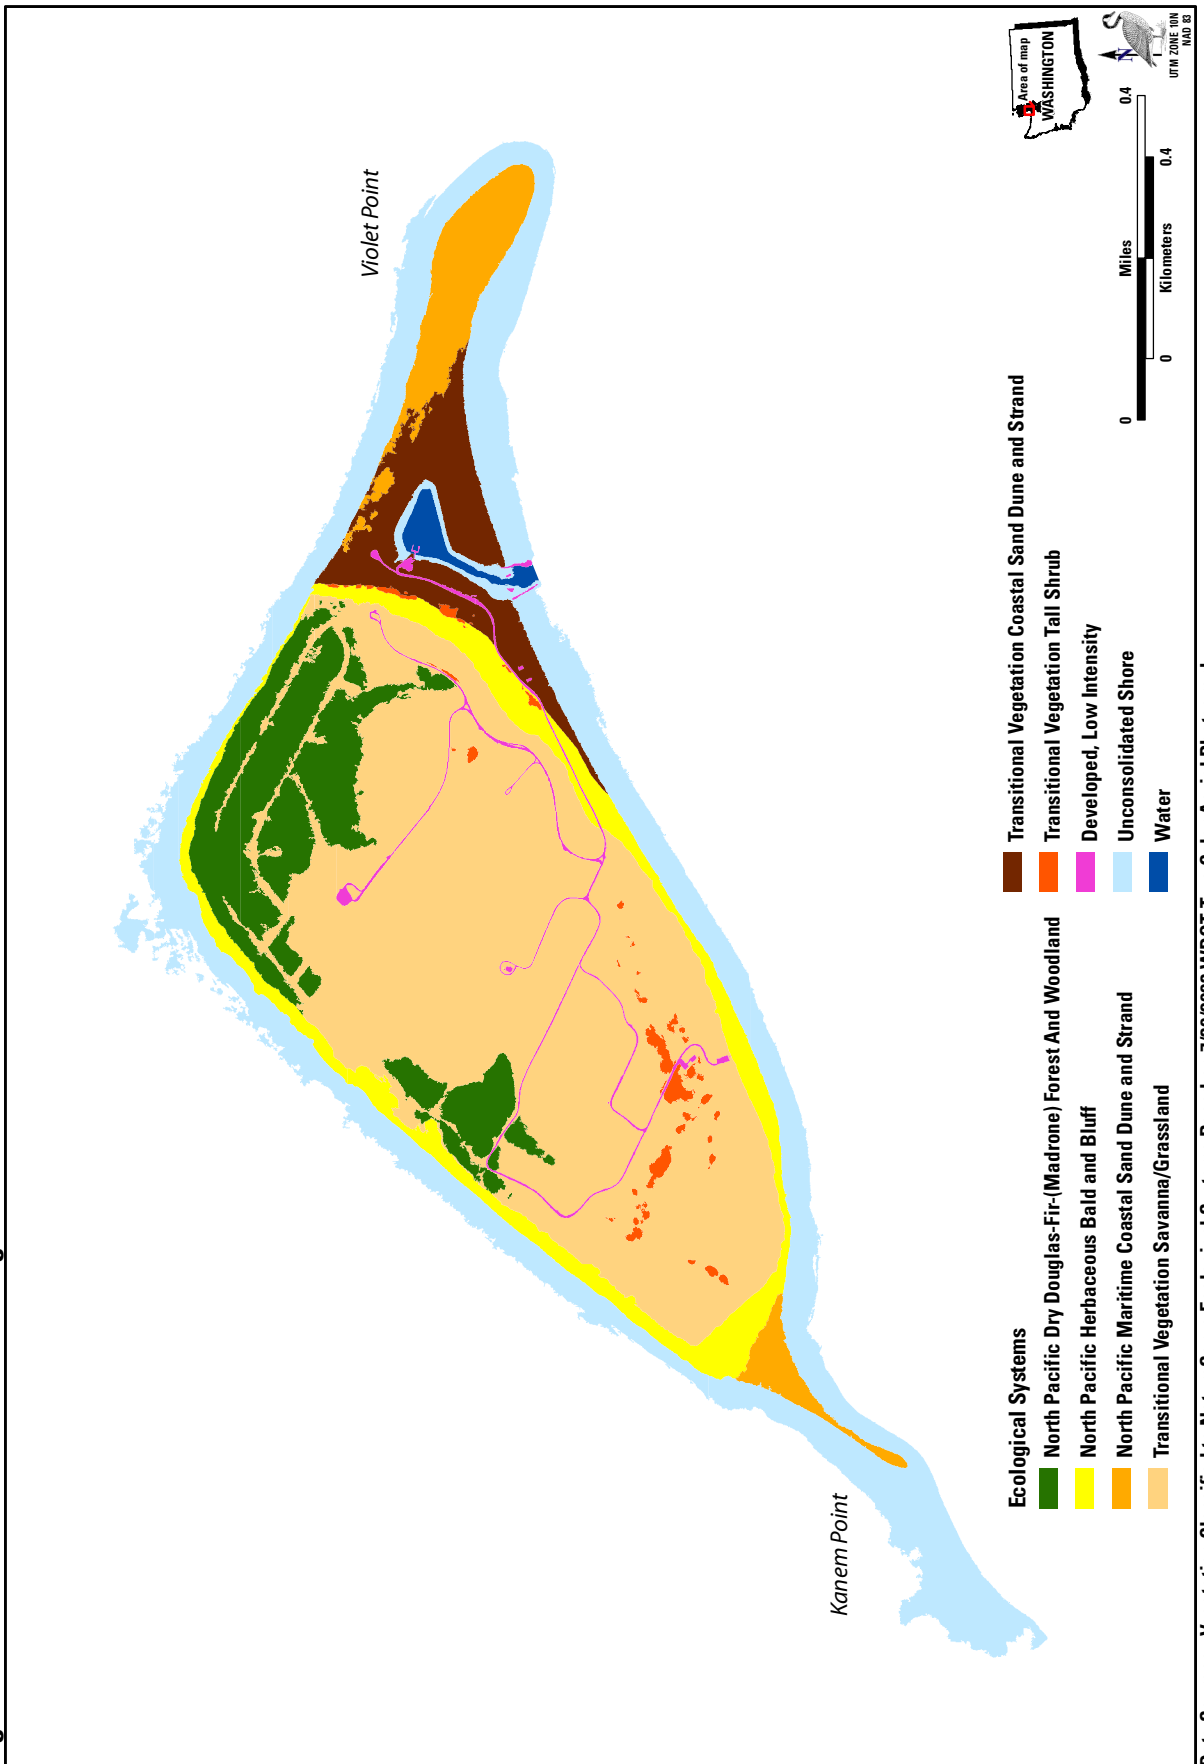 Violet Point
Kanem Point
Ecological Systems
North Pacific Dry Douglas-Fir-(Madrone) Forest And Woodland
North Pacific Herbaceous Bald and Bluff
North Pacific Maritime Coastal Sand Dune and Strand
Transitional Vegetation Savanna/Grassland
Transitional Vegetation Coastal Sand Dune and Strand
Transitional Vegetation Tall Shrub
Developed, Low Intensity
Unconsolidated Shore
Water
0 Miles 0.4
0 Kilometers 0.4
Area of map
WASHINGTON
N
UTM ZONE 10N
NAD 83